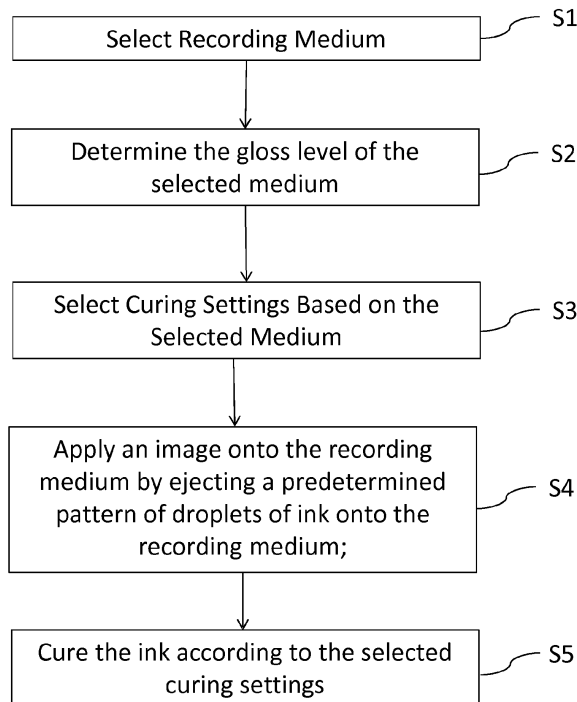 Select Recording Medium
S1
Determine the gloss level of the
selected medium
S2
Select Curing Settings Based on the
Selected Medium
S3
Apply an image onto the recording
medium by ejecting a predetermined
pattern of droplets of ink onto the
recording medium;
S4
Cure the ink according to the selected
curing settings
S5